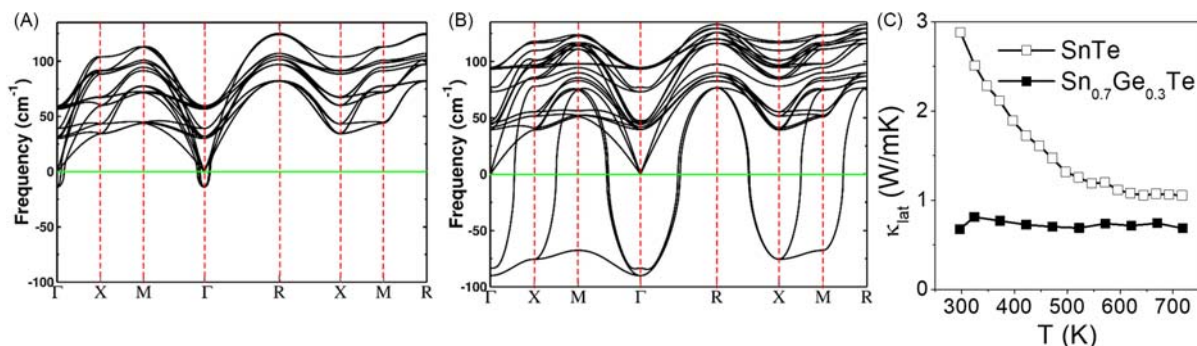 (A)
Frequency (cm⁻¹)
100
50
0
-50
-100
Γ X M Γ R X M R
(B)
Frequency (cm⁻¹)
100
50
0
-50
-100
Γ X M Γ R X M R
(C)
κlat (W/mK)
3
2
1
0
SnTe
Sn0.7Ge0.3Te
300 400 500 600 700
T (K)